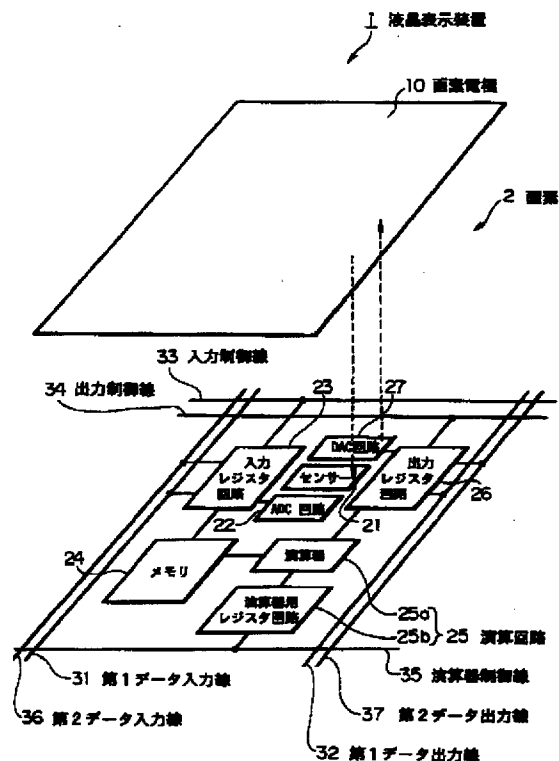 1 液晶表示装置
10 画素電極
2 画素
33 入力制御線
34 出力制御線
23
27
DAC回路
入力
レジスタ
回路
センサー
出力
レジスタ
回路
26
ADC 回路
22
21
24
メモリ
演算器
演算器用
レジスタ回路
25a
25b
25 演算回路
31 第1データ入力線
35 演算器制御線
36 第2データ入力線
37 第2データ出力線
32 第1データ出力線